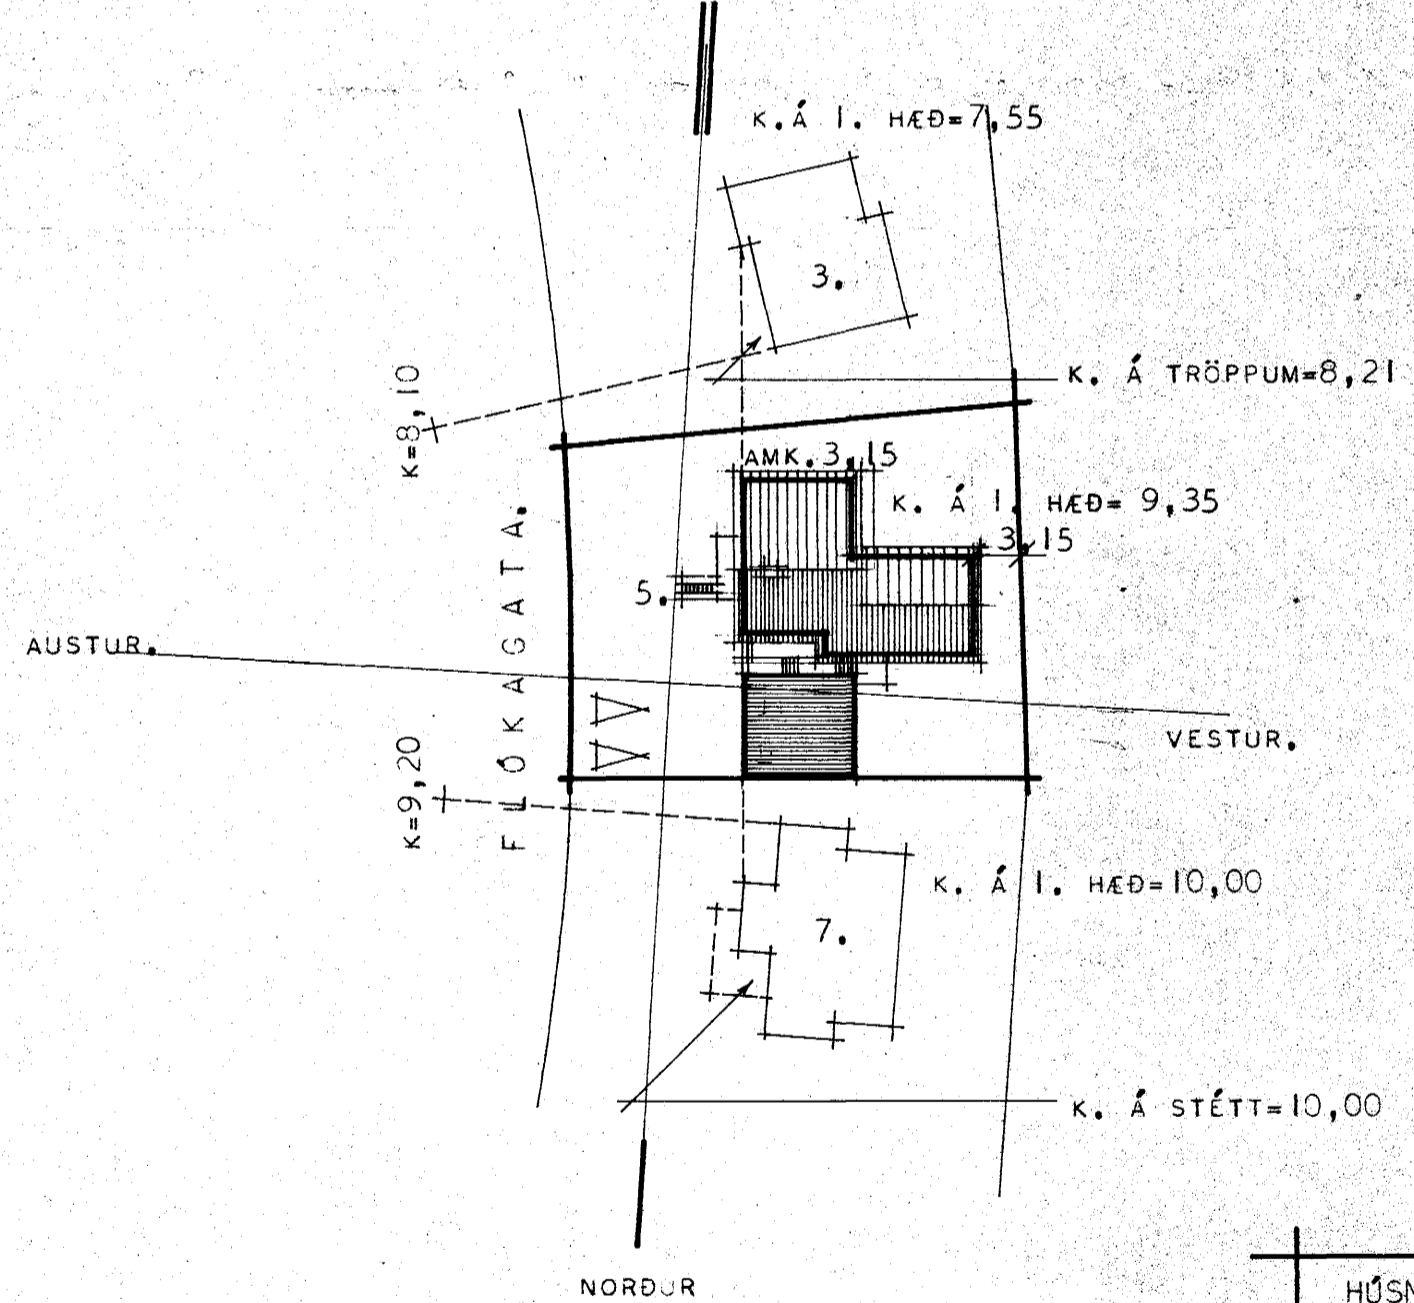 K. Á 1. HÆÐ=7,55
3.
K. Á TRÖPPUM=8,21
K=8,10
AMK. 3,15
K. Á 1. HÆÐ= 9,35
3,15
5.
FLÓKAGATA.
AUSTUR.
VESTUR.
K=9,20
K. Á 1. HÆÐ=10,00
7.
K. Á STÉTT=10,00
NORÐUR